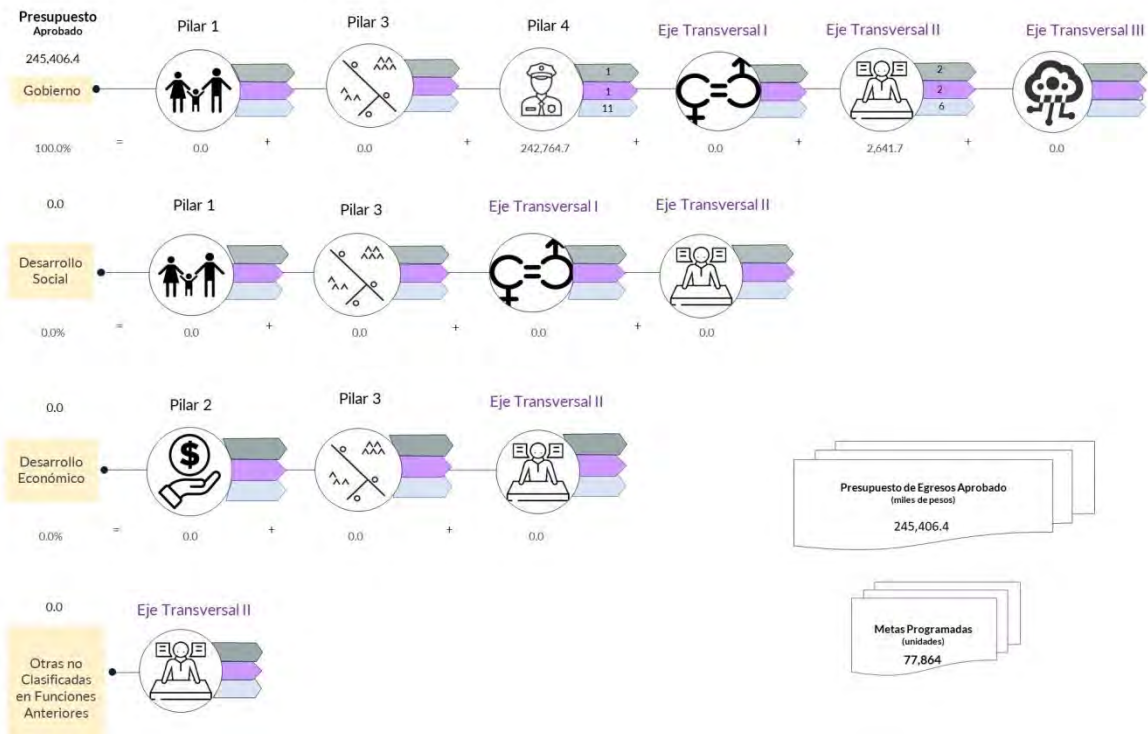 Presupuesto
Aprobado
245,406.4
Gobierno
Pilar 1
Pilar 3
Pilar 4
Eje Transversal I
Eje Transversal II
Eje Transversal III
1
1
11
2
2
6
100.0% = 0.0 + 0.0 + 242,764.7 + 0.0 + 2,641.7 + 0.0
0.0
Desarrollo
Social
Pilar 1
Pilar 3
Eje Transversal I
Eje Transversal II
0.0% = 0.0 + 0.0 + 0.0 + 0.0
0.0
Desarrollo
Económico
Pilar 2
Pilar 3
Eje Transversal II
0.0% = 0.0 + 0.0 + 0.0
Presupuesto de Egresos Aprobado
(miles de pesos)
245,406.4
Metas Programadas
(unidades)
77,864
0.0
Otras no
Clasificadas
en Funciones
Anteriores
Eje Transversal II